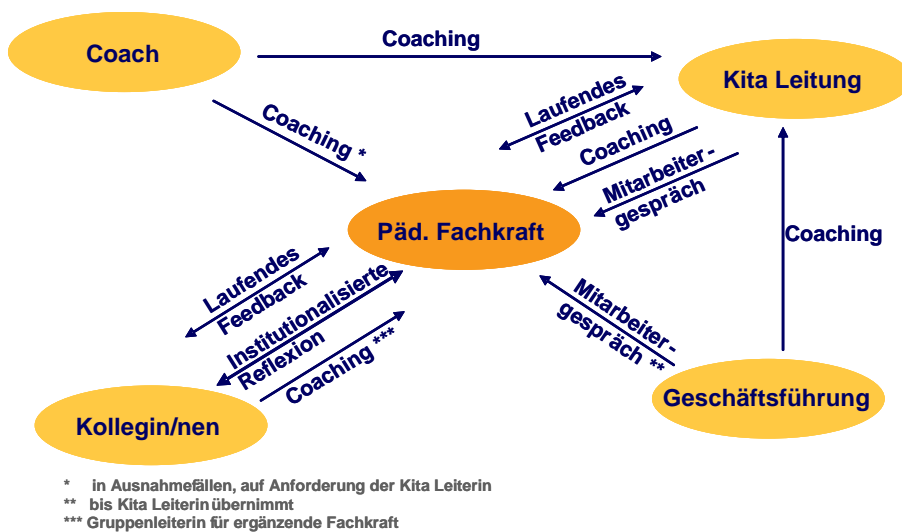 Coaching
Coach
Kita Leitung
Laufendes
Feedback
Coaching
Mitarbeiter-
gespräch
Coaching *
Päd. Fachkraft
Coaching
Laufendes
Feedback
Institutionalisierte
Reflexion
Coaching ***
Mitarbeiter-
gespräch **
Geschäftsführung
Kollegin/nen
* in Ausnahmefällen, auf Anforderung der Kita Leiterin
** bis Kita Leiterin übernimmt
*** Gruppenleiterin für ergänzende Fachkraft